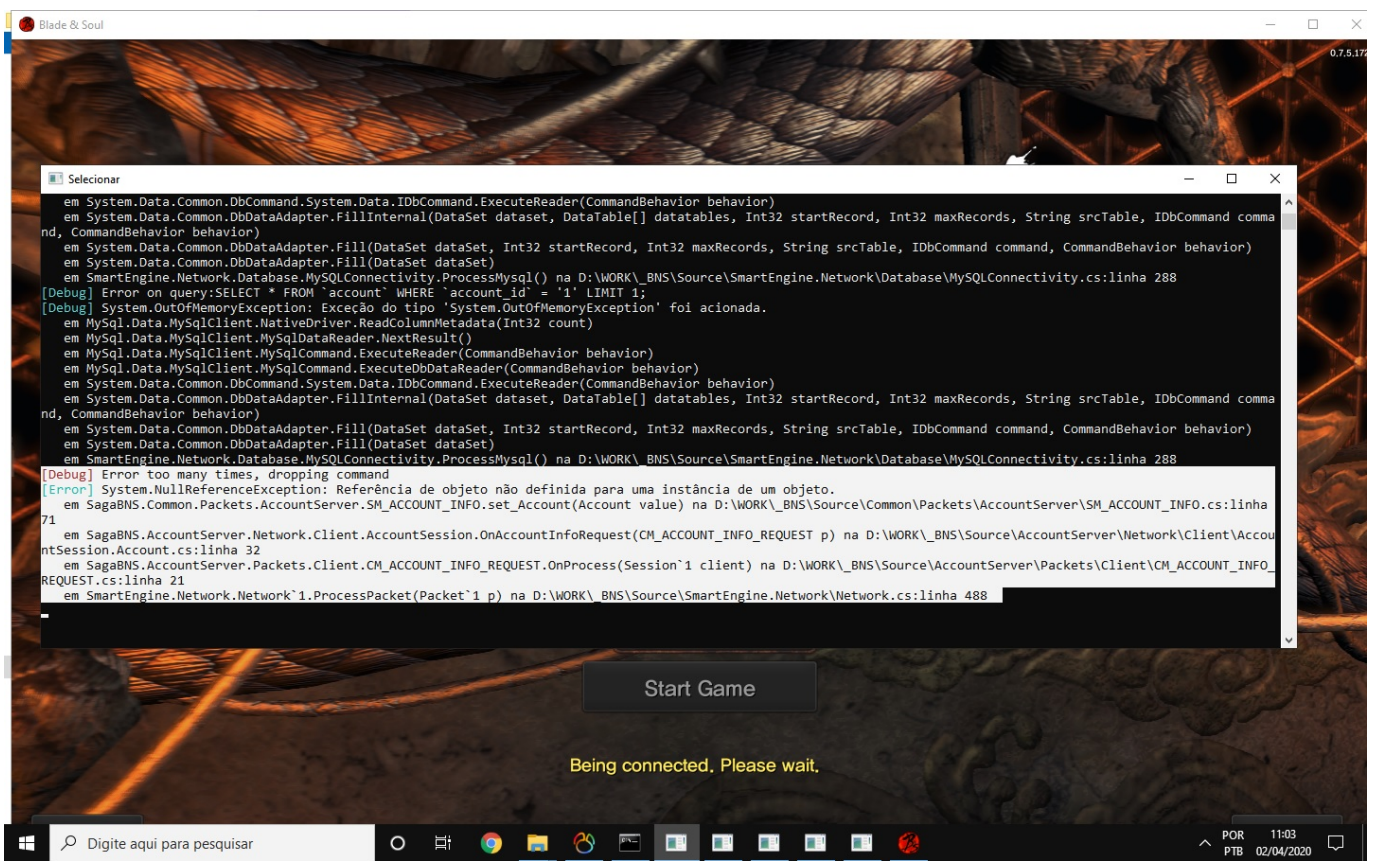 Blade & Soul
0.7.5.172
Selecionar
em System.Data.Common.DbCommand.System.Data.IDbCommand.ExecuteReader(CommandBehavior behavior)
em System.Data.Common.DbDataAdapter.FillInternal(DataSet dataset, DataTable[] datatables, Int32 startRecord, Int32 maxRecords, String srcTable, IDbCommand comma
nd, CommandBehavior behavior)
em System.Data.Common.DbDataAdapter.Fill(DataSet dataSet, Int32 startRecord, Int32 maxRecords, String srcTable, IDbCommand command, CommandBehavior behavior)
em System.Data.Common.DbDataAdapter.Fill(DataSet dataSet)
em SmartEngine.Network.Database.MySQLConnectivity.ProcessMysql() na D:\WORK\_BNS\Source\SmartEngine.Network\Database\MySQLConnectivity.cs:linha 288
[Debug] Error on query:SELECT * FROM `account` WHERE `account_id` = '1' LIMIT 1;
[Debug] System.OutOfMemoryException: Exceção do tipo 'System.OutOfMemoryException' foi acionada.
em MySql.Data.MySqlClient.NativeDriver.ReadColumnMetadata(Int32 count)
em MySql.Data.MySqlClient.MySqlDataReader.NextResult()
em MySql.Data.MySqlClient.MySqlCommand.ExecuteReader(CommandBehavior behavior)
em MySql.Data.MySqlClient.MySqlCommand.ExecuteDbDataReader(CommandBehavior behavior)
em System.Data.Common.DbCommand.System.Data.IDbCommand.ExecuteReader(CommandBehavior behavior)
em System.Data.Common.DbDataAdapter.FillInternal(DataSet dataset, DataTable[] datatables, Int32 startRecord, Int32 maxRecords, String srcTable, IDbCommand comma
nd, CommandBehavior behavior)
em System.Data.Common.DbDataAdapter.Fill(DataSet dataSet, Int32 startRecord, Int32 maxRecords, String srcTable, IDbCommand command, CommandBehavior behavior)
em System.Data.Common.DbDataAdapter.Fill(DataSet dataSet)
em SmartEngine.Network.Database.MySQLConnectivity.ProcessMysql() na D:\WORK\_BNS\Source\SmartEngine.Network\Database\MySQLConnectivity.cs:linha 288
[Debug] Error too many times, dropping command
[Error] System.NullReferenceException: Referência de objeto não definida para uma instância de um objeto.
em SagaBNS.Common.Packets.AccountServer.SM_ACCOUNT_INFO.set_Account(Account value) na D:\WORK\_BNS\Source\Common\Packets\AccountServer\SM_ACCOUNT_INFO.cs:linha
71
em SagaBNS.AccountServer.Network.Client.AccountSession.OnAccountInfoRequest(CM_ACCOUNT_INFO_REQUEST p) na D:\WORK\_BNS\Source\AccountServer\Network\Client\Accou
ntSession.Account.cs:linha 32
em SagaBNS.AccountServer.Packets.Client.CM_ACCOUNT_INFO_REQUEST.OnProcess(Session`1 client) na D:\WORK\_BNS\Source\AccountServer\Packets\Client\CM_ACCOUNT_INFO_
REQUEST.cs:linha 21
em SmartEngine.Network.Network`1.ProcessPacket(Packet`1 p) na D:\WORK\_BNS\Source\SmartEngine.Network\Network.cs:linha 488
Start Game
Being connected. Please wait.
Digite aqui para pesquisar
POR
PTB
11:03
02/04/2020